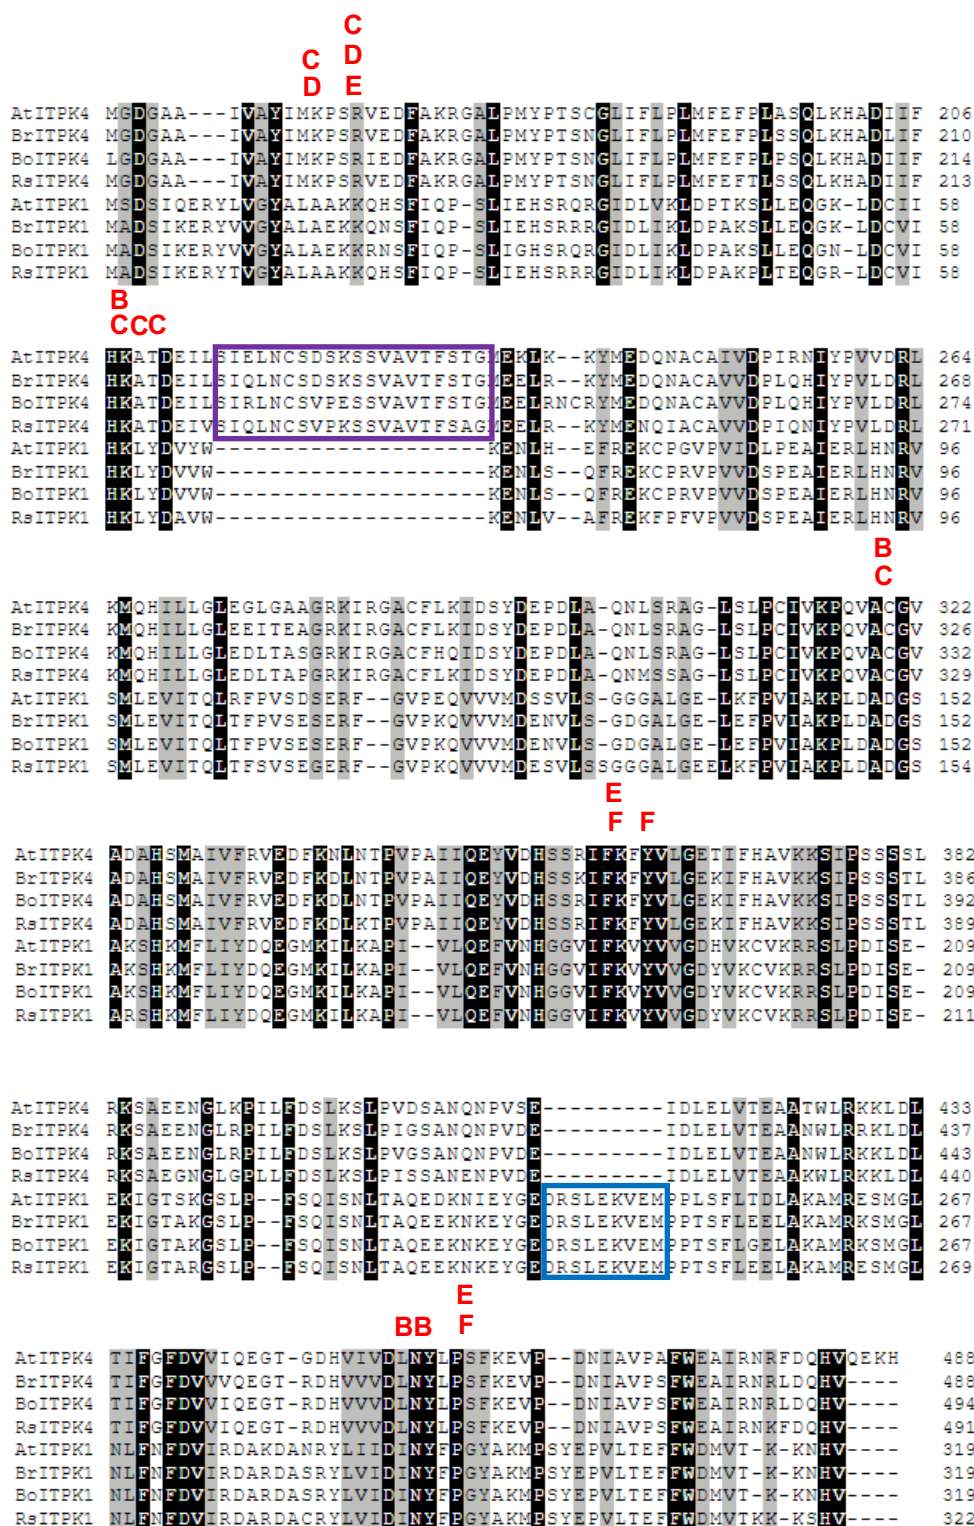 C
C D
D E
AtITPK4 MGDGAA---IVAYIMKPSRVEDFAKRGALPMYPTSCGLIFLPLMFEFPLASQLKHADIIF 206
BrITPK4 MGDGAA---IVAYIMKPSRVEDFAKRGALPMYPTSNGLIFLPLMFEFPLASQLKHADLIF 210
BoITPK4 LGDGAA---IVAYIMKPSRIEDFAKRGALPMYPTSNGLIFLPLMFEFPLPSQLKHADIIF 214
RsITPK4 MGDGAA---IVAYIMKPSRVEDFAKRGALPMYPTSNGLIFLPLMFEFTLSSQLKHADIIF 213
AtITPK1 MSDSIQERYLVGYALAAKKQHSFIQP-SLIEHSRQRGIDLVKLDPTKSLLEQGK-LDCII 58
BrITPK1 MADSIKERYVVGYALAEKKQNSFIQP-SLIEHSRRRGIDLIKLDPAKSLLEQGK-LDCVI 58
BoITPK1 MADSIKERYVVGYALAEKKRNSFIQP-SLIGHSRQRGIDLIKLDPAKSLLEQGN-LDCVI 58
RsITPK1 MADSIKERYTVGYALAAKKQHSFIQP-SLIEHSRRRGIDLIKLDPAKPLTEQGR-LDCVI 58
B
CCC
AtITPK4 HKATDEILSIELNCSDSKSSVAVTFSTGMEKLK--KYMEDQNACAIVDPIRNIYPVVDRL 264
BrITPK4 HKATDEILSIQLNCSDSKSSVAVTFSTGMEELR--KYMEDQNACAVVDPLQHIYPVLDRL 268
BoITPK4 HKATDEILSIRLNCSVPESSVAVTFSTGMEELRNCRYMEDQNACAVVDPLQHIYPVLDRL 274
RsITPK4 HKATDEIVSIQLNCSVPKSSVAVTFSAGMEELR--KYMENQIACAVVDPIQNIYPVLDRL 271
AtITPK1 HKLYDVYW--------------------KENLH--EFREKCPGVPVIDLPEAIERLHNRV 96
BrITPK1 HKLYDVVW--------------------KENLS--QFREKCPRVPVVDSPEAIERLHNRV 96
BoITPK1 HKLYDVVW--------------------KENLS--QFREKCPRVPVVDSPEAIERLHNRV 96
RsITPK1 HKLYDAVW--------------------KENLV--AFREKFPFVPVVDSPEAIERLHNRV 96
B
C
AtITPK4 KMQHILLGLEGLGAAGRKIRGACFLKIDSYDEPDLA-QNLSRAG-LSLPCIVKPQVACGV 322
BrITPK4 KMQHILLGLEEITEAGRKIRGACFLKIDSYDEPDLA-QNLSRAG-LSLPCIVKPQVACGV 326
BoITPK4 KMQHILLGLEDLTASGRKIRGACFHQIDSYDEPDLA-QNLSRAG-LSLPCIVKPQVACGV 332
RsITPK4 KMQHILLGLEDLTAPGRKIRGACFLKIDSYDEPDLA-QNMSSAG-LSLPCIVKPQVACGV 329
AtITPK1 SMLEVITQLRFPVSDSERF--GVPEQVVVMDSSVLS-GGGALGE-LKFPVIAKPLDADGS 152
BrITPK1 SMLEVITQLTFPVSESERF--GVPKQVVVMDENVLS-GDGALGE-LEFPVIAKPLDADGS 152
BoITPK1 SMLEVITQLTFPVSESERF--GVPKQVVVMDENVLS-GDGALGE-LEFPVIAKPLDADGS 152
RsITPK1 SMLEVITQLTFSVSEGERF--GVPKQVVVMDESVLSSGGGALGEELKFPVIAKPLDADGS 154
E
F F
AtITPK4 ADAHSMAIVFRVEDFKNLNTPVPAIIQEYVDHSSRIFKFYVLGETIFHAVKKSIPSSSSL 382
BrITPK4 ADAHSMAIVFRVEDFKDLNTPVPAIIQEYVDHSSKIFKFYVLGEKIFHAVKKSIPSSSTL 386
BoITPK4 ADAHSMAIVFRVEDFKDLNTPVPAIIQEYVDHSSRIFKFYVLGEKIFHAVKKSIPSSSTL 392
RsITPK4 ADAHSMAIVFRVEDFKDLKTPVPAIIQEYVDHSSRIFKFYVLGEKIFHAVKKSIPSSSTL 389
AtITPK1 AKSHKMFLIYDQEGMKILKAPI--VLQEFVNHGGVIFKVYVVGDHVKCVKRRSLPDISE- 209
BrITPK1 AKSHKMFLIYDQEGMKILKAPI--VLQEFVNHGGVIFKVYVVGDYVKCVKRRSLPDISE- 209
BoITPK1 AKSHKMFLIYDQEGMKILKAPI--VLQEFVNHGGVIFKVYVVGDYVKCVKRRSLPDISE- 209
RsITPK1 ARSHKMFLIYDQEGMKILKAPI--VLQEFVNHGGVIFKVYVVGDYVKCVKRRSLPDISE- 211
AtITPK4 RKSAEENGLKPILFDSLKSLPVDSANQNPVSE---------IDLELVTEAATWLRKKLDL 433
BrITPK4 RKSAEENGLRPILFDSLKSLPIGSANQNPVDE---------IDLELVTEAANWLRRKLDL 437
BoITPK4 RKSAEENGLRPILFDSLKSLPVGSANQNPVDE---------IDLELVTEAANWLRKKLDL 443
RsITPK4 RKSAEGNGLGPLLFDSLKSLPISSANENPVDE---------IDLELVTEAAKWLRKKLDL 440
AtITPK1 EKIGTSKGSLP--FSQISNLTAQEDKNIEYGEDRSLEKVEMPPLSFLTDLAKAMRESMGL 267
BrITPK1 EKIGTAKGSLP--FSQISNLTAQEEKNKEYGEDRSLEKVEMPPTSFLEELAKAMRKSMGL 267
BoITPK1 EKIGTAKGSLP--FSQISNLTAQEEKNKEYGEDRSLEKVEMPPTSFLGELAKAMRESMGL 267
RsITPK1 EKIGTARGSLP--FSQISNLTAQEEKNKEYGEDRSLEKVEMPPTSFLEELAKAMRESMGL 269
E
BB F
AtITPK4 TIFGFDVVIQEGT-GDHVIVDLNYLPSFKEVP--DNIAVPAFWEAIRNRFDQHVQEKH 488
BrITPK4 TIFGFDVVVQEGT-RDHVVVDLNYLPSFKEVP--DNIAVPSFWEAIRNRLDQHV---- 488
BoITPK4 TIFGFDVVIQEGT-RDHVVVDLNYLPSFKEVP--DNIAVPSFWEAIRNRLDQHV---- 494
RsITPK4 TIFGFDVVIQEGT-RDHVVVDLNYLPSFKEVP--DNIAVPSFWEAIRNKFDQHV---- 491
AtITPK1 NLFNFDVIRDAKDANRYLIIDINYFPGYAKMPSYEPVLTEFFWDMVT-K-KNHV---- 319
BrITPK1 NLFNFDVIRDARDASRYLVIDINYFPGYAKMPSYEPVLTEFFWDMVT-K-KNHV---- 319
BoITPK1 NLFNFDVIRDARDASRYLVIDINYFPGYAKMPSYEPVLTEFFWDMVT-K-KSHV---- 319
RsITPK1 NLFNFDVIRDARDACRYLVIDINYFPGYAKMPSYEPVLTEFFWDMVTKK-KSHV---- 322